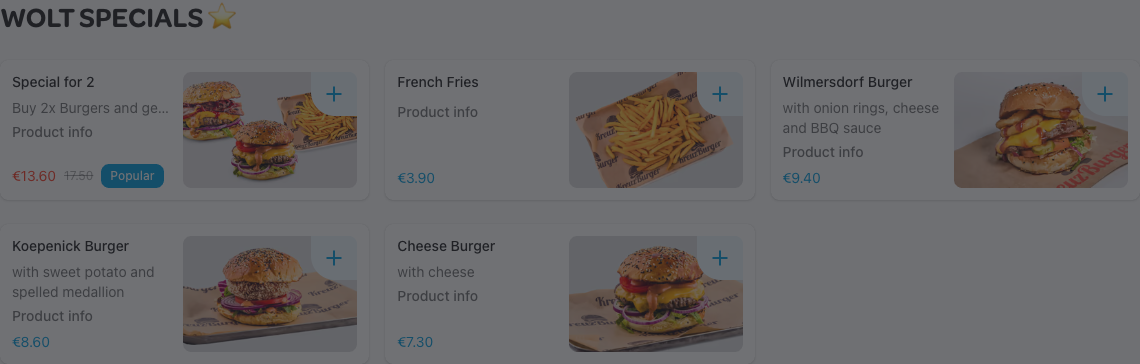 WOLT SPECIALS ⭐
Special for 2
Buy 2x Burgers and ge...
Product info
€13.60 17.50 Popular
French Fries
Product info
€3.90
Wilmersdorf Burger
with onion rings, cheese
and BBQ sauce
Product info
€9.40
Koepenick Burger
with sweet potato and
spelled medallion
Product info
€8.60
Cheese Burger
with cheese
Product info
€7.30